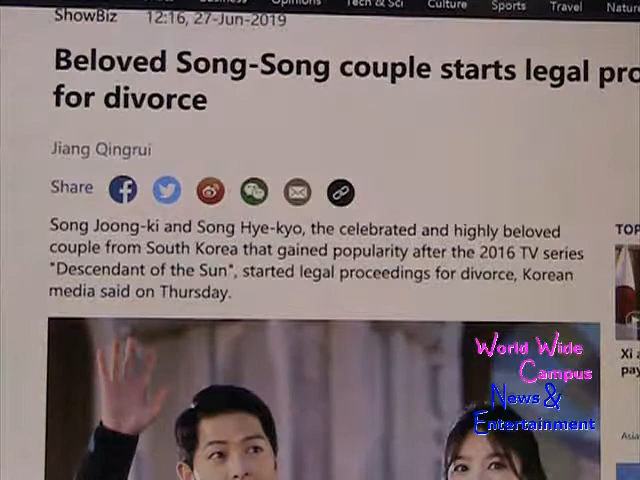 Opinions
Tech & Sci
Culture
Sports
Travel
ShowBiz 12:16, 27-Jun-2019
Beloved Song-Song couple starts legal pro
for divorce
Jiang Qingrui
Share
Song Joong-ki and Song Hye-kyo, the celebrated and highly beloved
couple from South Korea that gained popularity after the 2016 TV series
"Descendant of the Sun", started legal proceedings for divorce, Korean
media said on Thursday.
TOP
Xi
pay
Asia
World Wide
Campus
News &
Entertainment